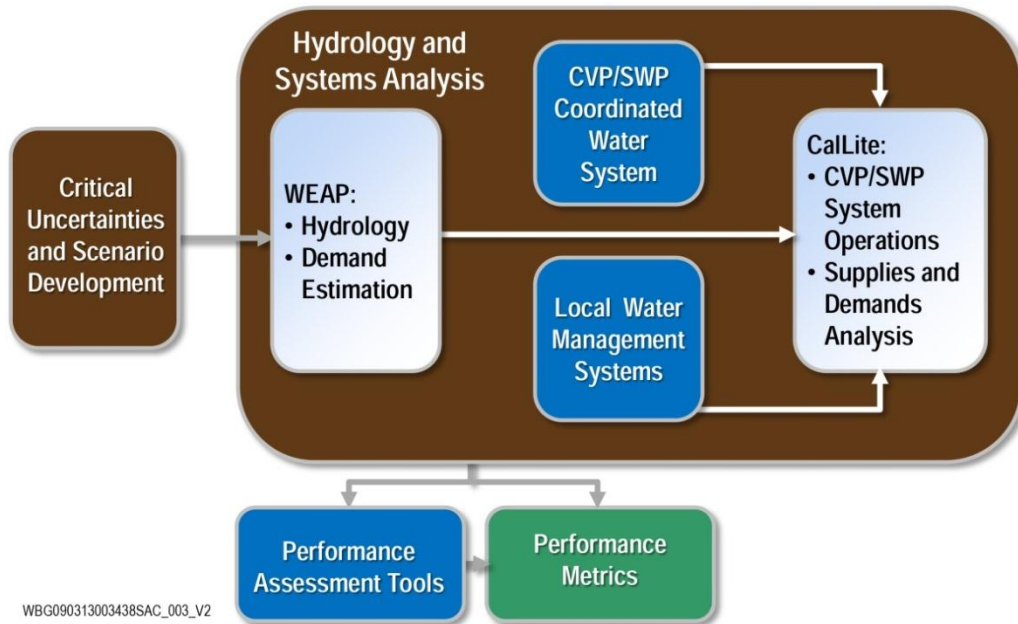 Hydrology and
Systems Analysis
Critical
Uncertainties
and Scenario
Development
WEAP:
• Hydrology
• Demand
Estimation
CVP/SWP
Coordinated
Water
System
Local Water
Management
Systems
CalLite:
• CVP/SWP
System
Operations
• Supplies and
Demands
Analysis
Performance
Assessment Tools
Performance
Metrics
WBG090313003438SAC_003_V2